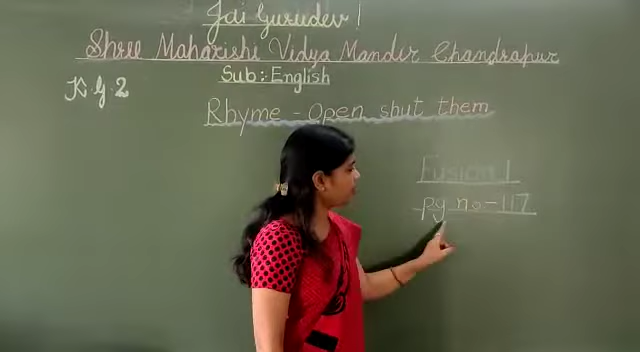 Jai Gurudev!
Shree Maharishi Vidya Mandir Chandrapur
Sub:- English
K.G.2
Rhyme - Open shut them
Fusion 1
pg no - 117